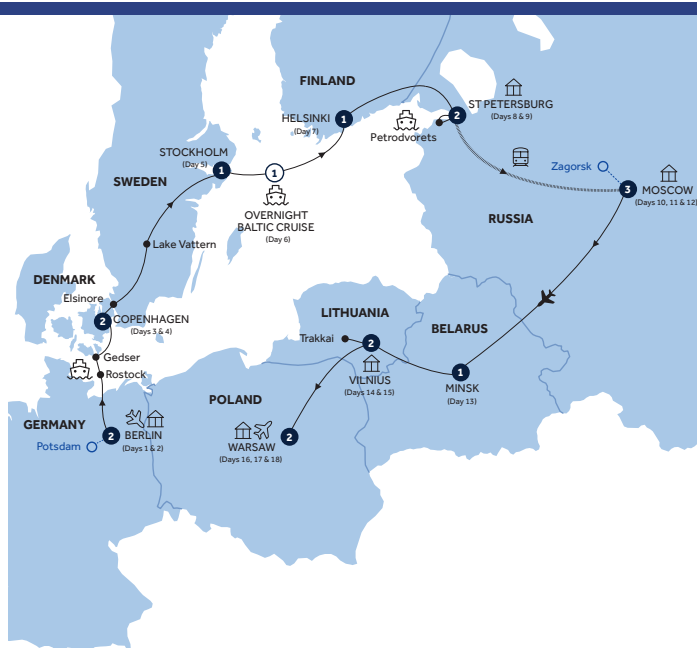 FINLAND
ST PETERSBURG
(Days 8 & 9)
2
HELSINKI
(Day 7)
1
Petrodvorets
STOCKHOLM
(Day 5)
1
1
OVERNIGHT
BALTIC CRUISE
(Day 6)
Zagorsk
3
MOSCOW
(Days 10, 11 & 12)
SWEDEN
RUSSIA
Lake Vattern
DENMARK
Elsinore
2
COPENHAGEN
(Days 3 & 4)
LITHUANIA
BELARUS
Trakkai
2
VILNIUS
(Days 14 & 15)
1
MINSK
(Day 13)
Gedser
Rostock
POLAND
GERMANY
Potsdam
2
BERLIN
(Days 1 & 2)
WARSAW
(Days 16, 17 & 18)
2